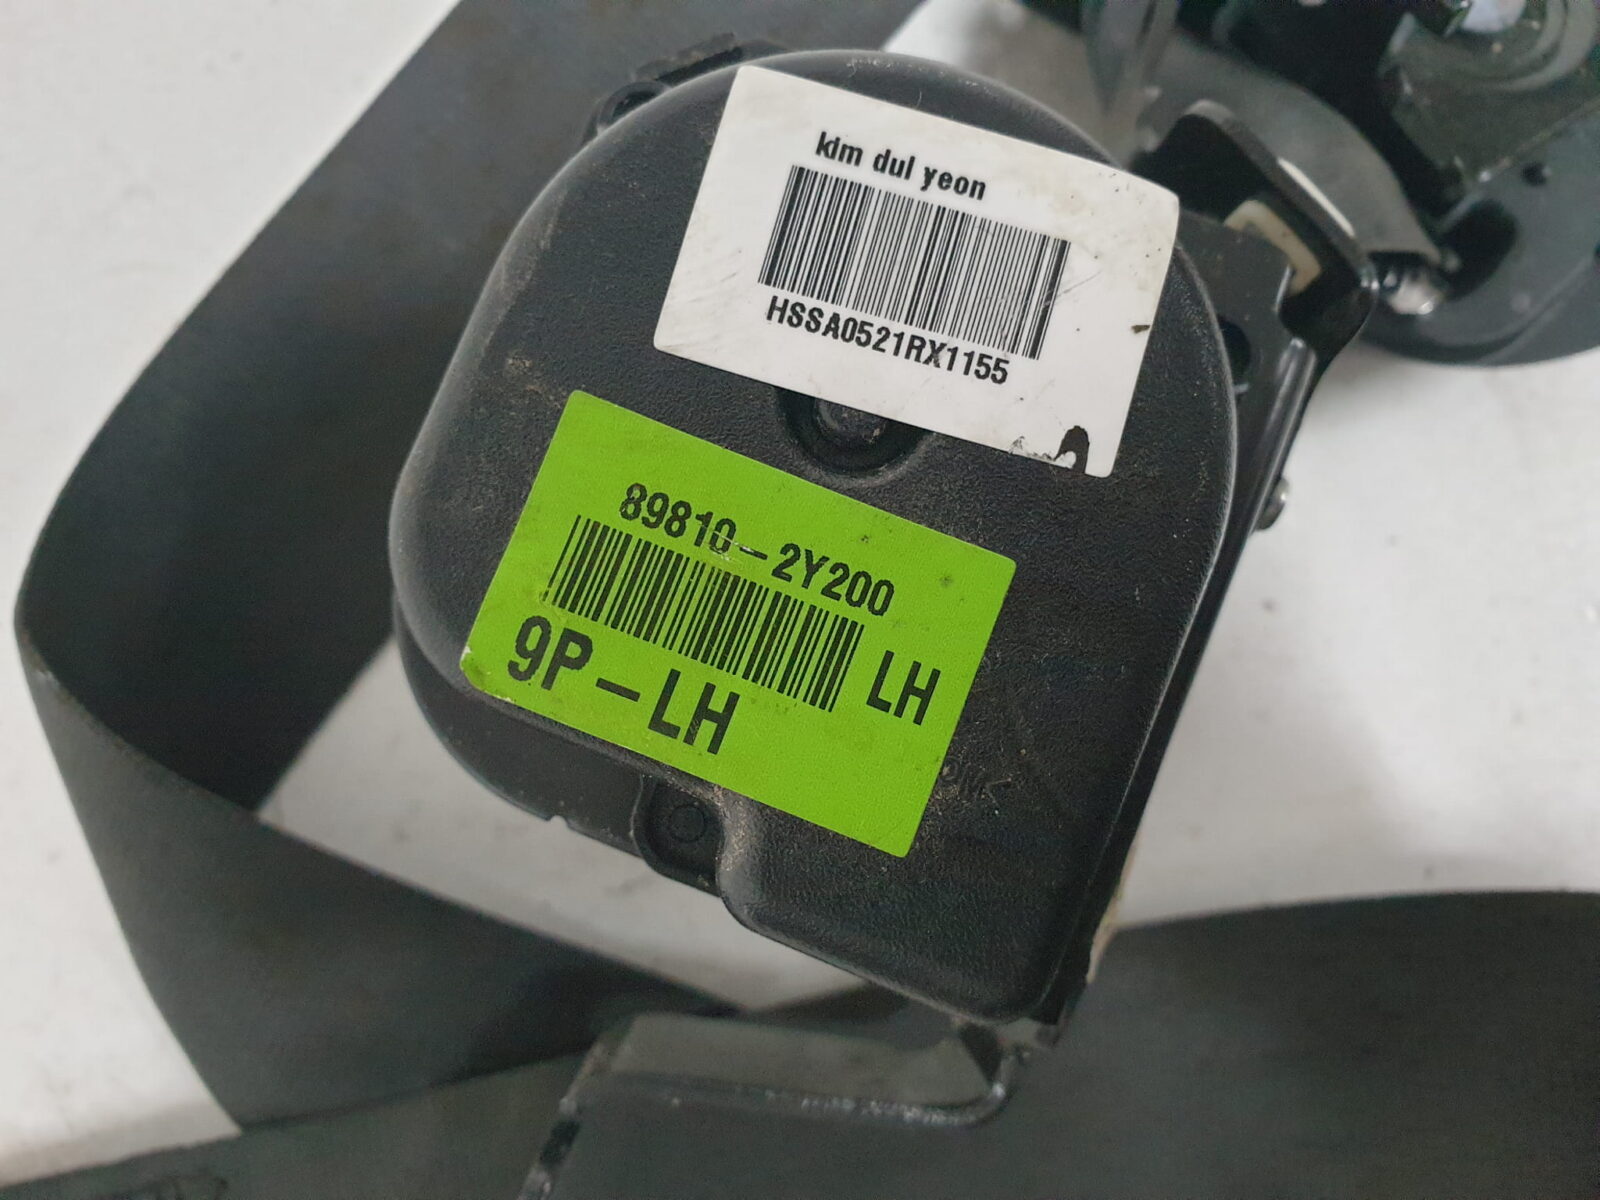 kim dul yeon
HSSA0521RX1155
89810-2Y200
LH
9P-LH